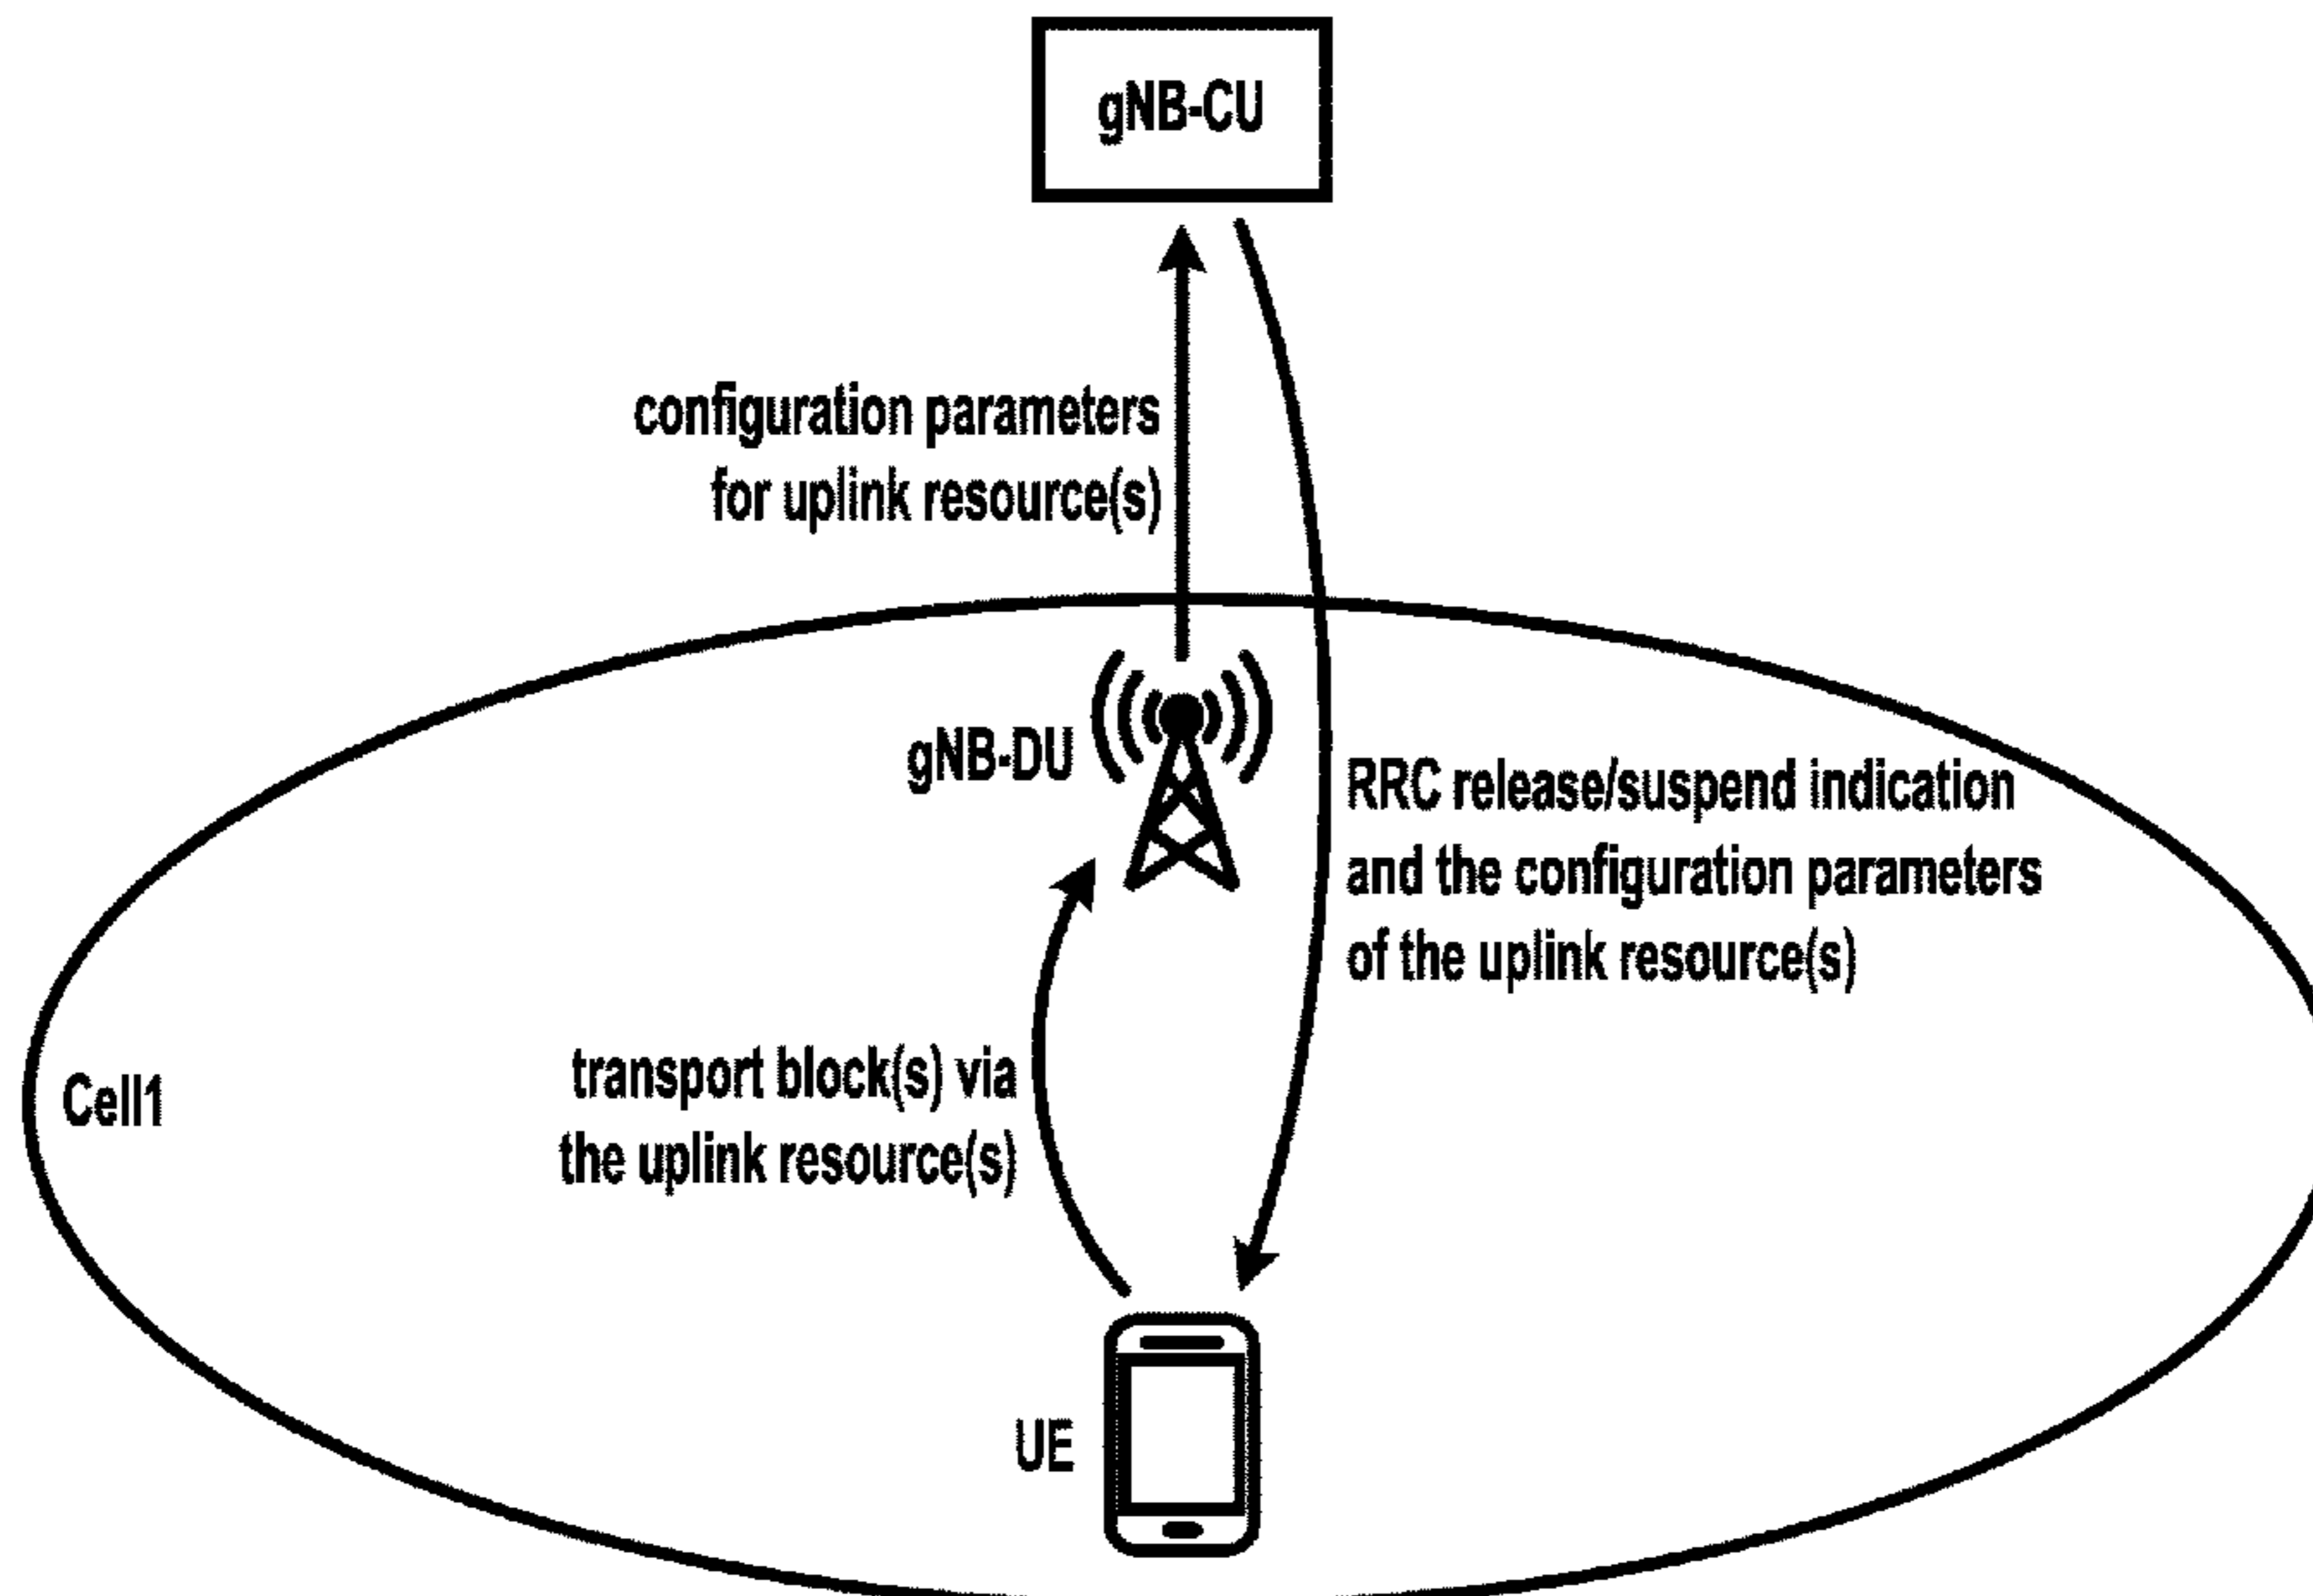 gNB-CU
configuration parameters
for uplink resource(s)
gNB-DU
RRC release/suspend indication
and the configuration parameters
of the uplink resource(s)
transport block(s) via
the uplink resource(s)
Cell1
UE